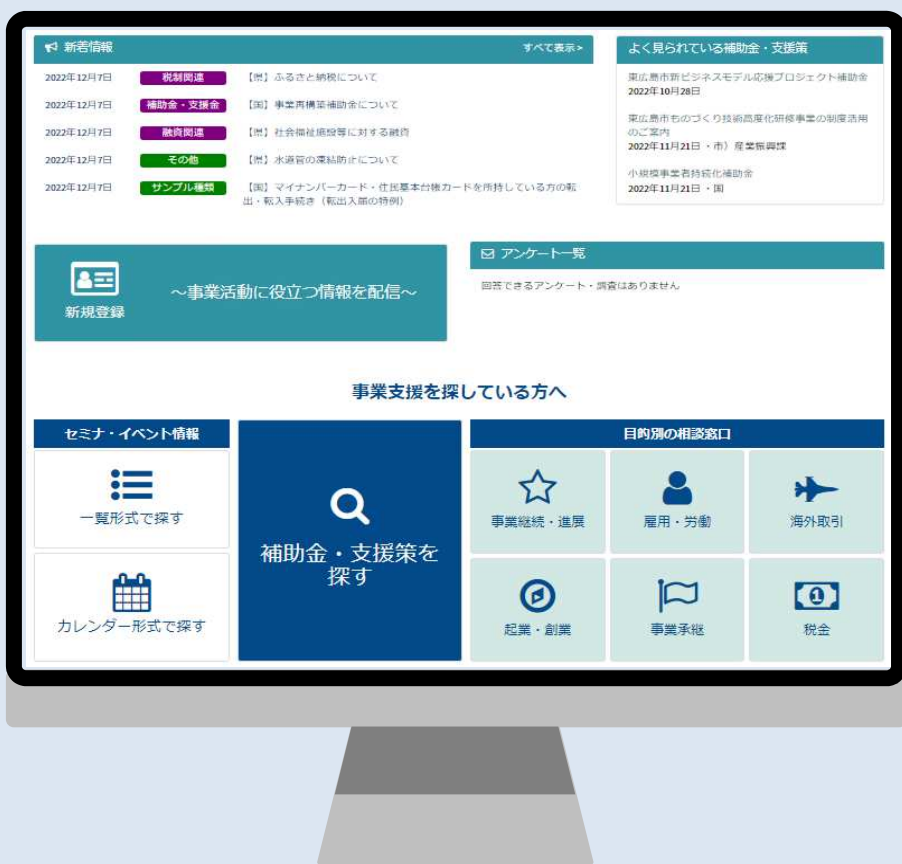 新着情報
すべて表示>
2022年12月7日
税制関連
【県】ふるさと納税について
2022年12月7日
補助金・支援金
【国】事業再構築補助金について
2022年12月7日
融資関連
【県】社会福祉施設等に対する融資
2022年12月7日
その他
【県】水道管の凍結防止について
2022年12月7日
サンプル種類
【国】マイナンバーカード・住民基本台帳カードを所持している方の転
出・転入手続き（転出入届の特例）
よく見られている補助金・支援策
東広島市新ビジネスモデル応援プロジェクト補助金
2022年10月28日
東広島市ものづくり技術高度化研修事業の制度活用
のご案内
2022年11月21日 ・市）産業振興課
小規模事業者持続化補助金
2022年11月21日 ・国
新規登録
～事業活動に役立つ情報を配信～
アンケート一覧
回答できるアンケート・調査はありません
事業支援を探している方へ
セミナ・イベント情報
一覧形式で探す
カレンダー形式で探す
補助金・支援策を
探す
目的別の相談窓口
事業継続・進展
雇用・労働
海外取引
起業・創業
事業承継
税金